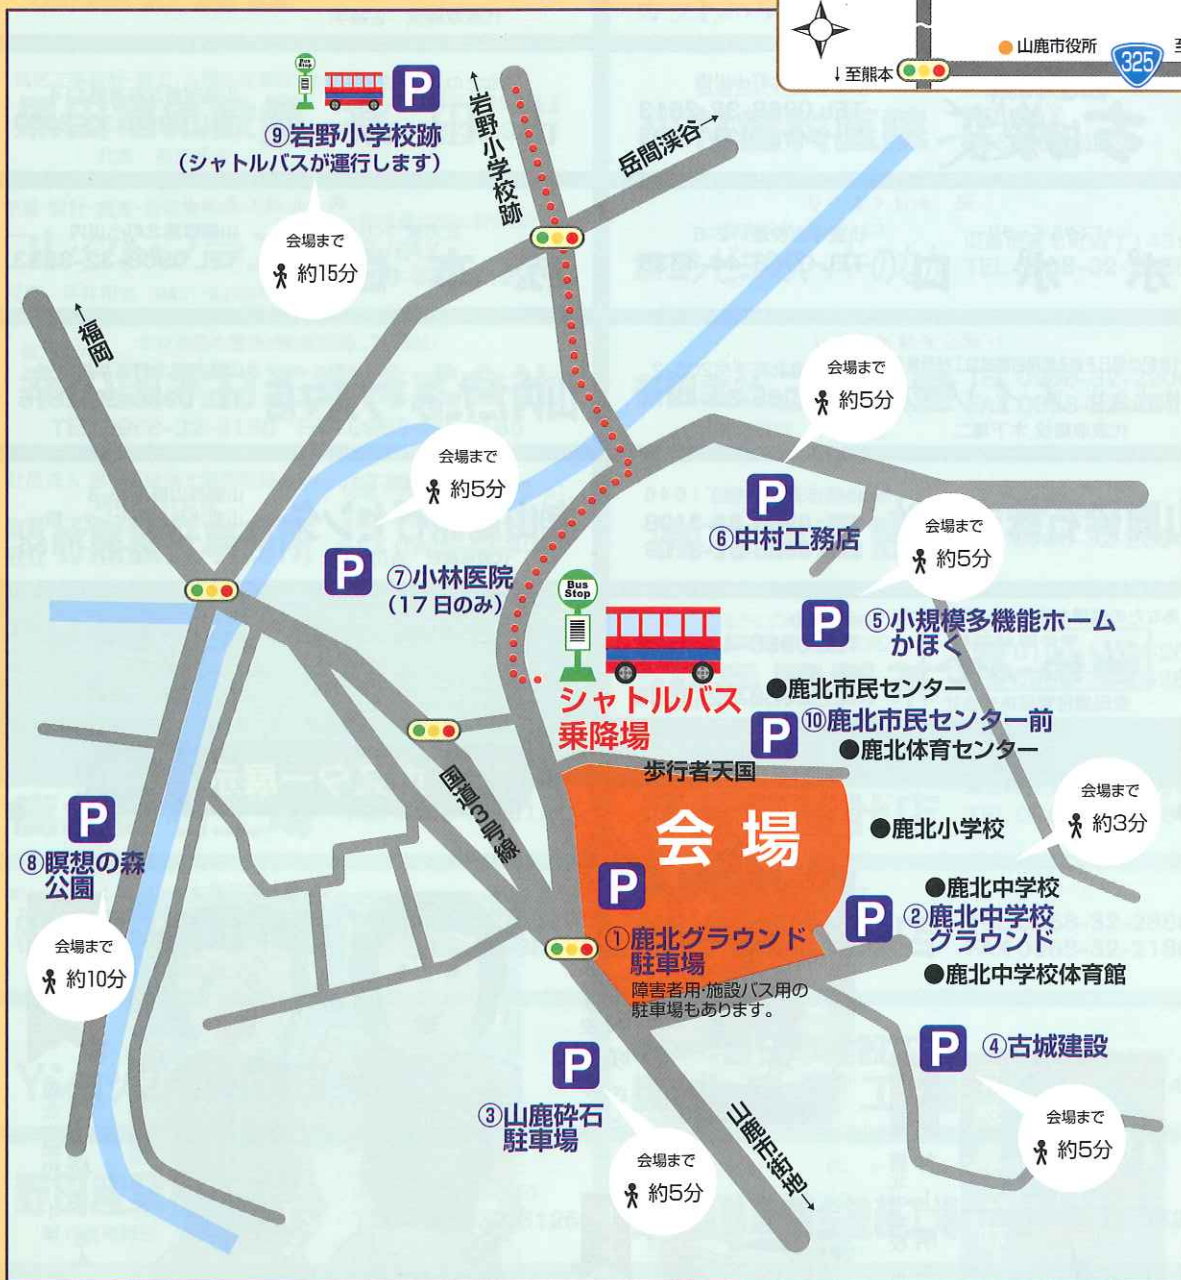 山鹿市役所
325
↓至熊本
Bus Stop
P
⑨岩野小学校跡
(シャトルバスが運行します)
←岩野小学校跡
岳間渓谷→
会場まで
約15分
←福岡
会場まで
約5分
会場まで
約5分
P
⑥中村工務店
会場まで
約5分
P
⑦小林医院
(17日のみ)
Bus Stop
P
⑤小規模多機能ホーム
かほく
シャトルバス
乗降場
●鹿北市民センター
P
⑩鹿北市民センター前
●鹿北体育センター
歩行者天国
国道3号線
会場
会場まで
約3分
P
⑧瞑想の森
公園
●鹿北小学校
P
①鹿北グラウンド
駐車場
障害者用・施設バス用の
駐車場もあります。
●鹿北中学校
P
②鹿北中学校
グラウンド
●鹿北中学校体育館
会場まで
約10分
P
④古城建設
P
③山鹿砕石
駐車場
会場まで
約5分
山鹿市街地→
会場まで
約5分